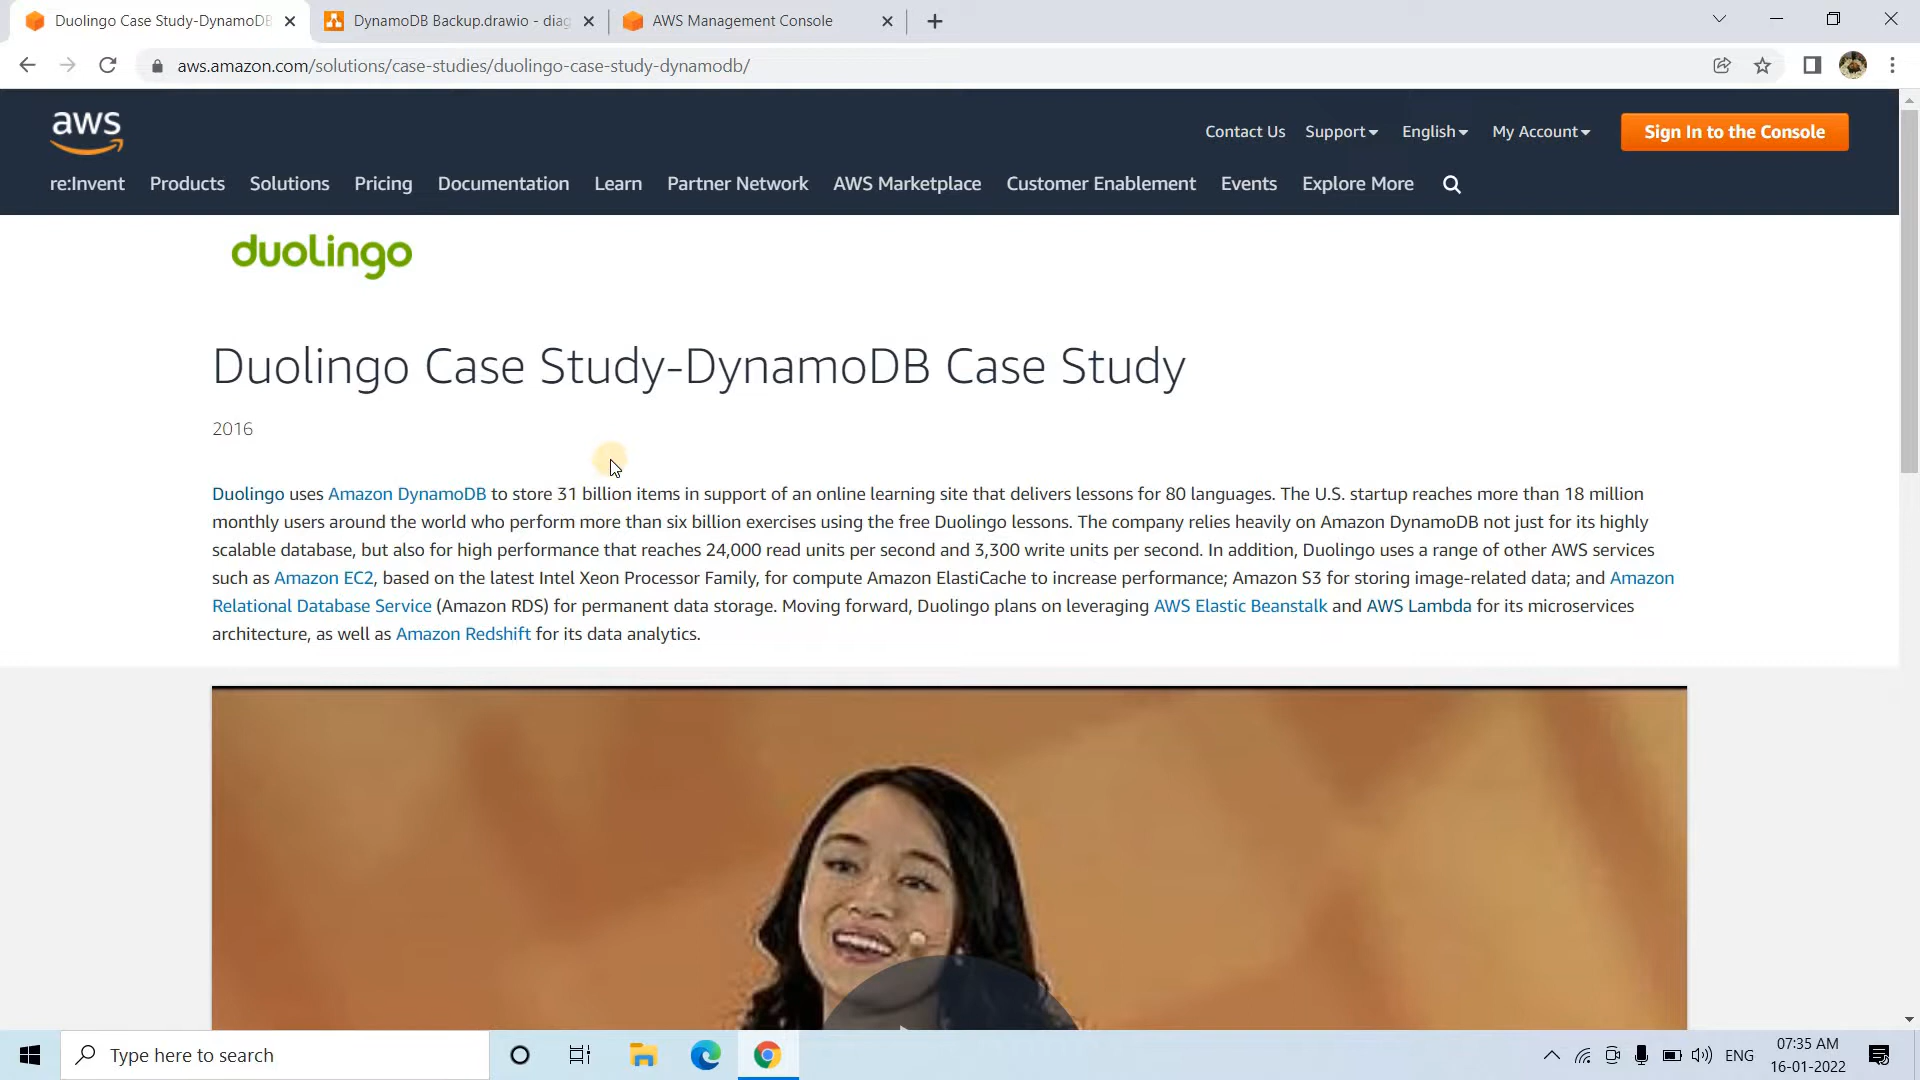 Duolingo Case Study-DynamoDB
DynamoDB Backup.drawio - diag
AWS Management Console
aws.amazon.com/solutions/case-studies/duolingo-case-study-dynamodb/
aws
Contact Us Support English My Account Sign In to the Console
re:Invent Products Solutions Pricing Documentation Learn Partner Network AWS Marketplace Customer Enablement Events Explore More
duolingo
Duolingo Case Study-DynamoDB Case Study
2016
Duolingo uses Amazon DynamoDB to store 31 billion items in support of an online learning site that delivers lessons for 80 languages. The U.S. startup reaches more than 18 million
monthly users around the world who perform more than six billion exercises using the free Duolingo lessons. The company relies heavily on Amazon DynamoDB not just for its highly
scalable database, but also for high performance that reaches 24,000 read units per second and 3,300 write units per second. In addition, Duolingo uses a range of other AWS services
such as Amazon EC2, based on the latest Intel Xeon Processor Family, for compute Amazon ElastiCache to increase performance; Amazon S3 for storing image-related data; and Amazon
Relational Database Service (Amazon RDS) for permanent data storage. Moving forward, Duolingo plans on leveraging AWS Elastic Beanstalk and AWS Lambda for its microservices
architecture, as well as Amazon Redshift for its data analytics.
Type here to search
ENG
07:35 AM
16-01-2022